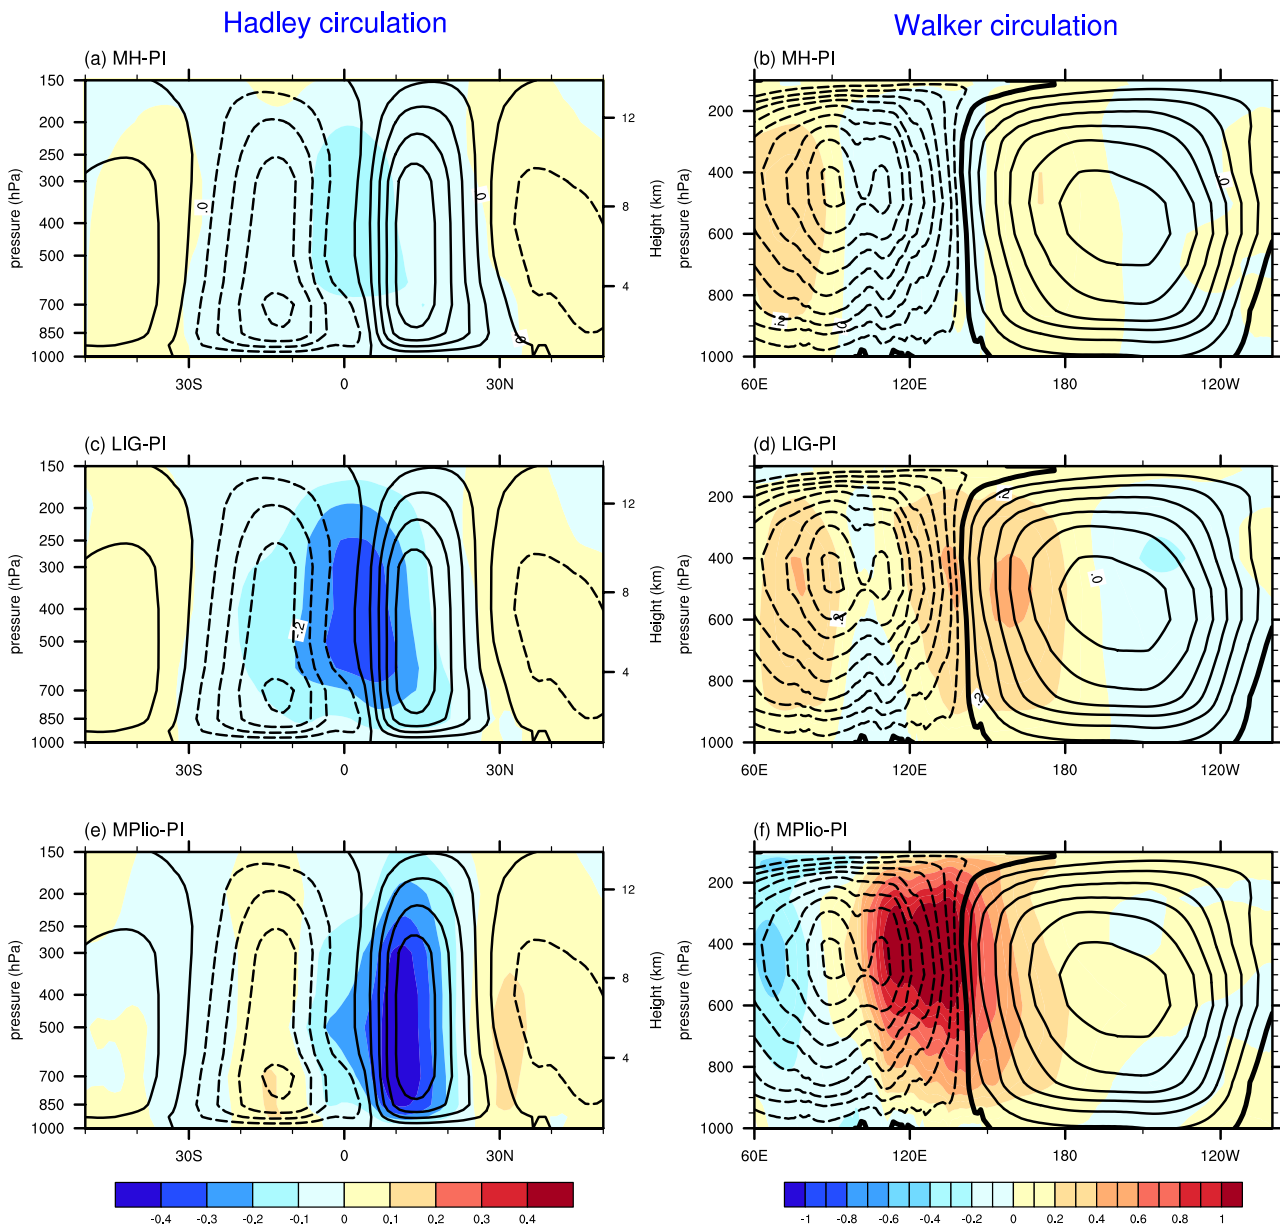 Hadley circulation
Walker circulation
(a) MH-PI
(b) MH-PI
150
200
250
300
400
500
700
850
1000
pressure (hPa)
12
8
4
Height (km)
30S
0
30N
.0
0
0
200
400
600
800
1000
pressure (hPa)
60E
120E
180
120W
.2
.0
.0
(c) LIG-PI
(d) LIG-PI
150
200
250
300
400
500
700
850
1000
pressure (hPa)
12
8
4
Height (km)
30S
0
30N
-.2
200
400
600
800
1000
pressure (hPa)
60E
120E
180
120W
.2
.2
.0
.2
(e) MPlio-PI
(f) MPlio-PI
150
200
250
300
400
500
700
850
1000
pressure (hPa)
12
8
4
Height (km)
30S
0
30N
200
400
600
800
1000
pressure (hPa)
60E
120E
180
120W
-0.4 -0.3 -0.2 -0.1 0 0.1 0.2 0.3 0.4
-1 -0.8 -0.6 -0.4 -0.2 0 0.2 0.4 0.6 0.8 1